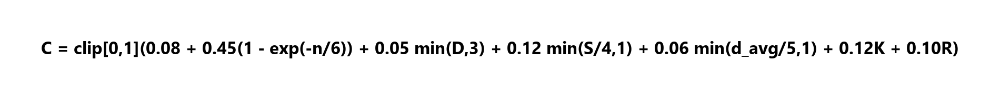 C = clip[0,1](0.08 + 0.45(1 - exp(-n/6)) + 0.05 min(D,3) + 0.12 min(S/4,1) + 0.06 min(d_avg/5,1) + 0.12K + 0.10R)